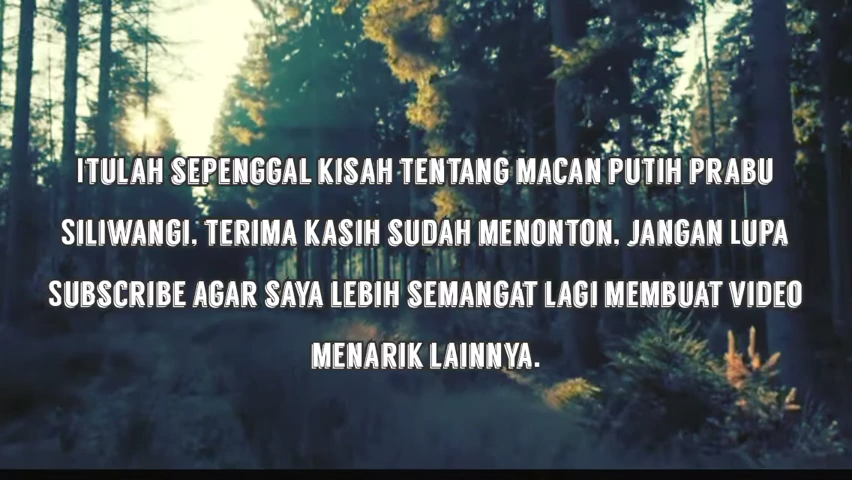 ITULAH SEPENGGAL KISAH TENTANG MACAN PUTIH PRABU
SILIWANGI, TERIMA KASIH SUDAH MENONTON, JANGAN LUPA
SUBSCRIBE AGAR SAYA LEBIH SEMANGAT LAGI MEMBUAT VIDEO
MENARIK LAINNYA.